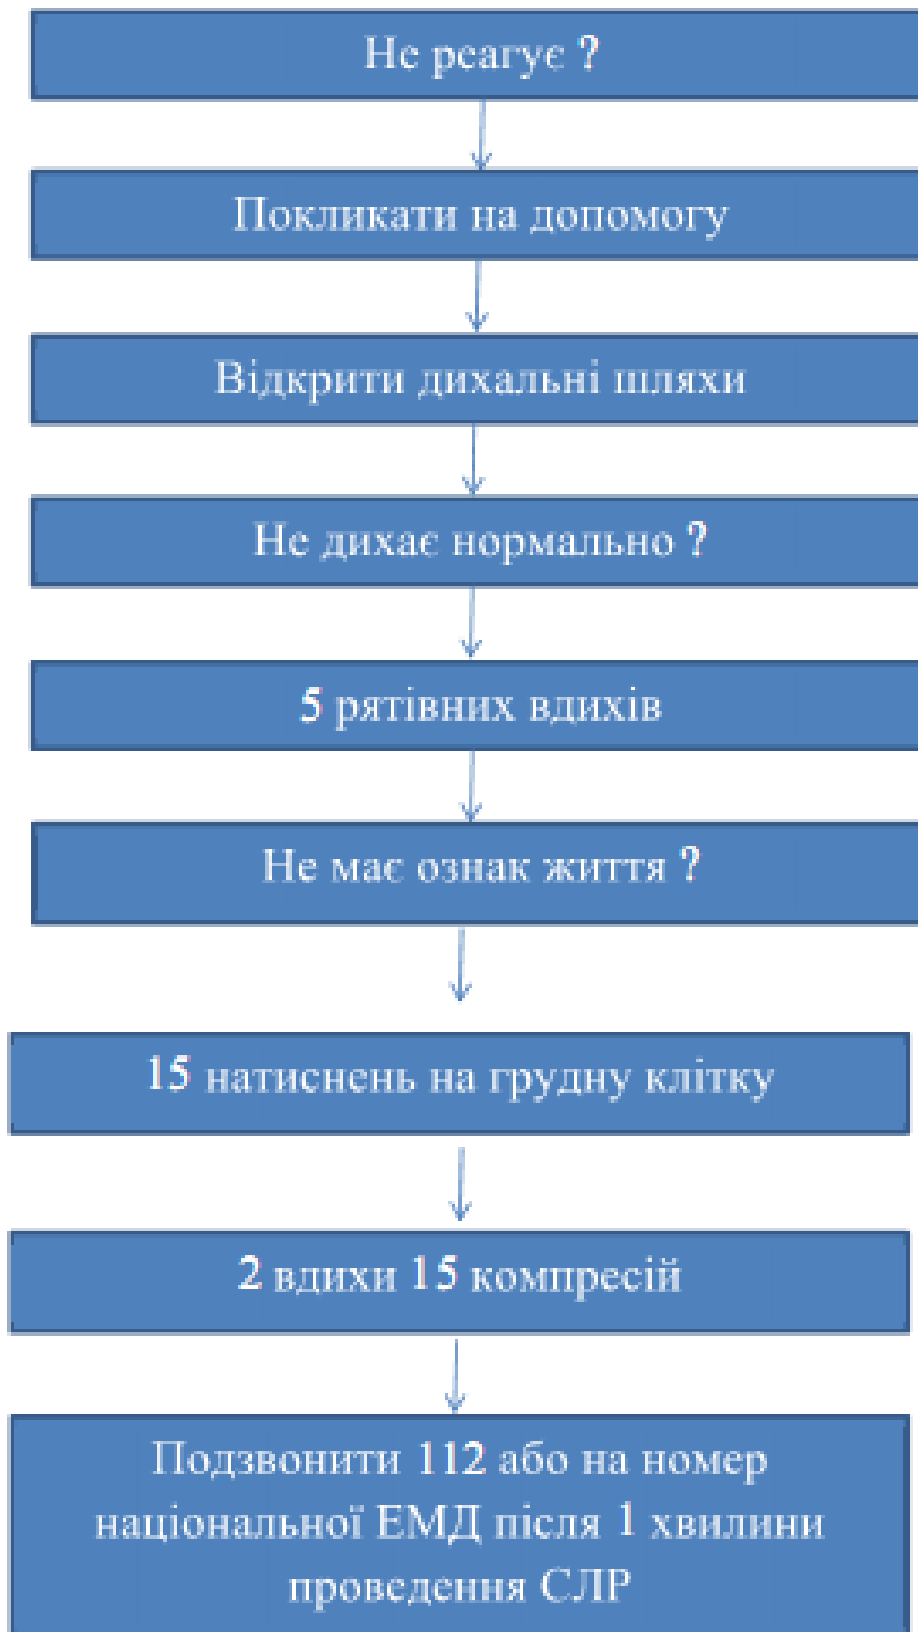 Не реагує ?
Покликати на допомогу
Відкрити дихальні шляхи
Не дихає нормально ?
5 рятівних вдихів
Не має ознак життя ?
15 натиснень на грудну клітку
2 вдихи 15 компресій
Подзвонити 112 або на номер
національної ЕМД після 1 хвилини
проведення СЛР